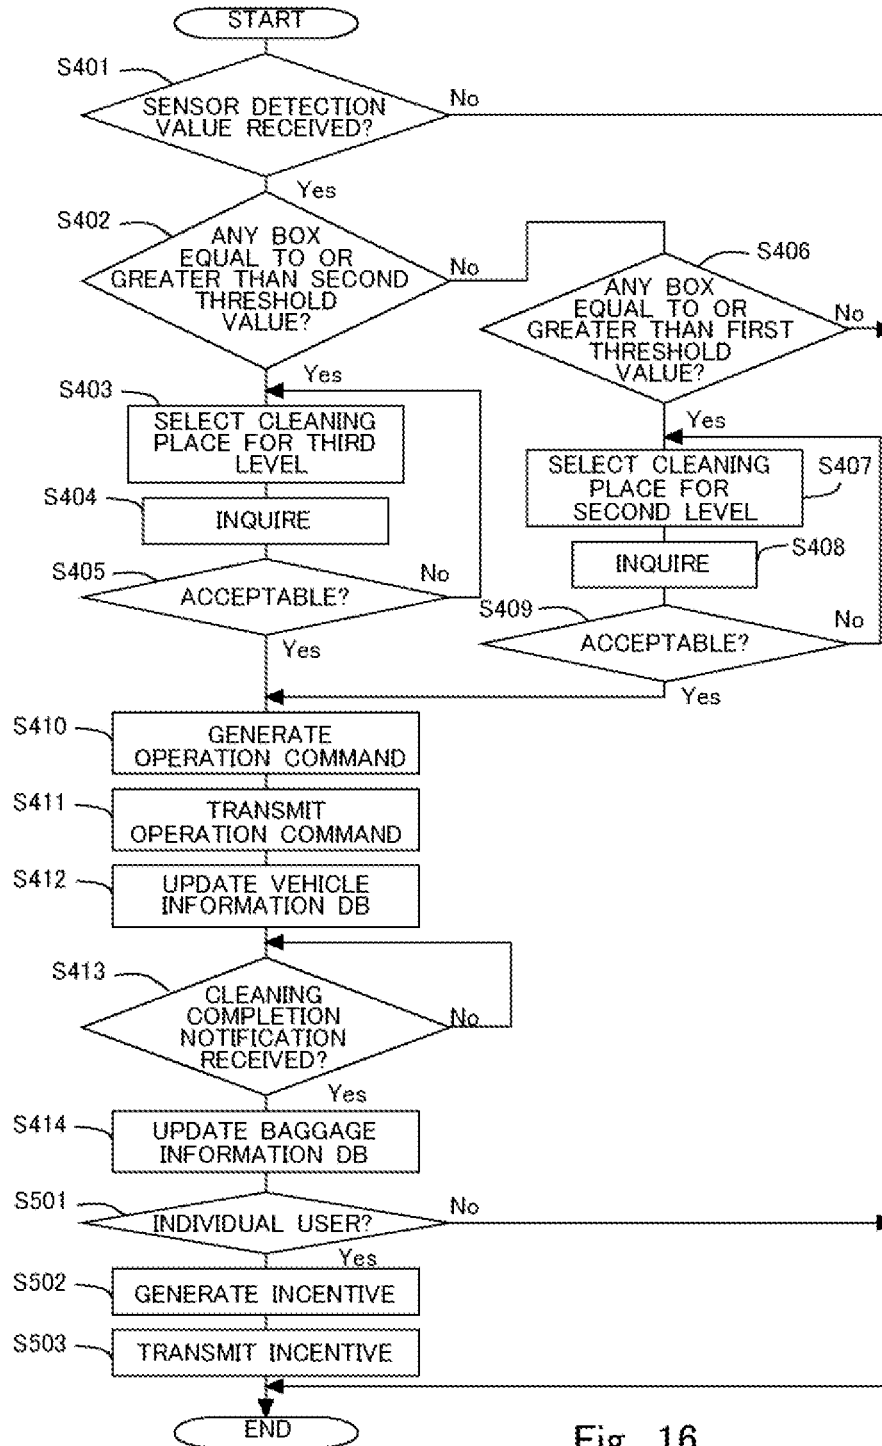 START
S401
SENSOR DETECTION
VALUE RECEIVED?
No
Yes
S402
ANY BOX
EQUAL TO OR
GREATER THAN SECOND
THRESHOLD
VALUE?
No
S406
ANY BOX
EQUAL TO OR
GREATER THAN FIRST
THRESHOLD
VALUE?
No
Yes
S403
SELECT CLEANING
PLACE FOR THIRD
LEVEL
Yes
S407
SELECT CLEANING
PLACE FOR
SECOND LEVEL
S404
INQUIRE
S408
INQUIRE
S405
ACCEPTABLE?
No
Yes
S409
ACCEPTABLE?
No
Yes
S410
GENERATE
OPERATION COMMAND
S411
TRANSMIT
OPERATION COMMAND
S412
UPDATE VEHICLE
INFORMATION DB
S413
CLEANING
COMPLETION
NOTIFICATION
RECEIVED?
No
Yes
S414
UPDATE BAGGAGE
INFORMATION DB
S501
INDIVIDUAL USER?
No
Yes
S502
GENERATE INCENTIVE
S503
TRANSMIT INCENTIVE
END
Fig. 16